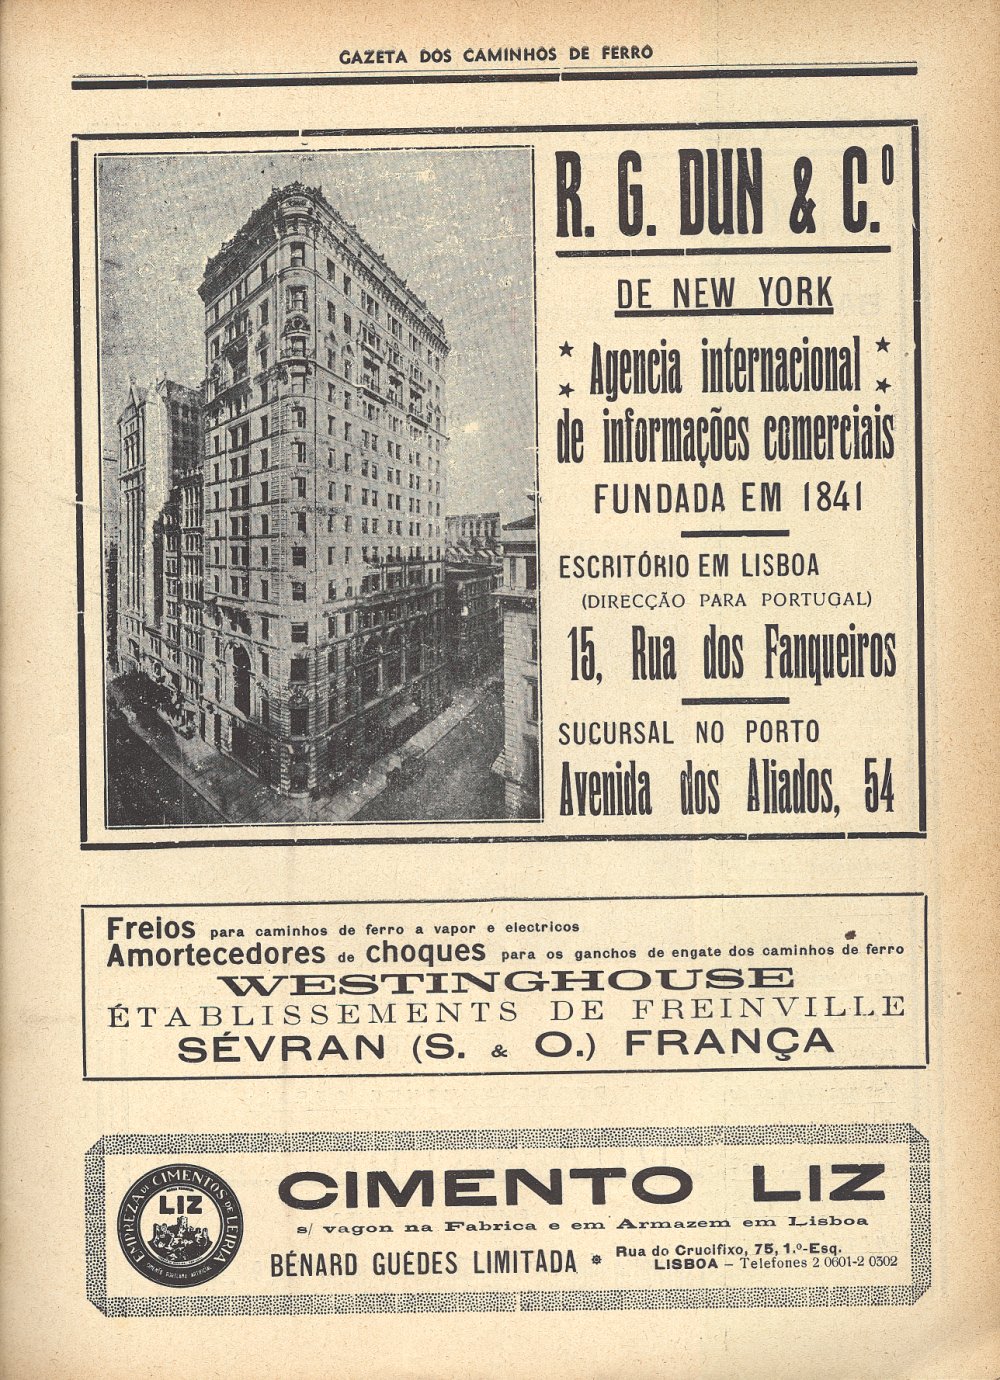 GAZETA DOS CAMINHOS DE FERRO
R. G. DUN & C.º
DE NEW YORK
Agencia internacional
de informações comerciais
FUNDADA EM 1841
ESCRITÓRIO EM LISBOA
(DIRECÇÃO PARA PORTUGAL)
15, Rua dos Fanqueiros
SUCURSAL NO PORTO
Avenida dos Aliados, 54
Freios para caminhos de ferro a vapor e electricos
Amortecedores de choques para os ganchos de engate dos caminhos de ferro
WESTINGHOUSE
ÉTABLISSEMENTS DE FREINVILLE
SÉVRAN (S. & O.) FRANÇA
EMPREZA DE CIMENTOS DE LEIRIA
LIZ
CIMENTO PORTLAND ARTIFICIAL
CIMENTO LIZ
s/ vagon na Fabrica e em Armazem em Lisboa
BÉNARD GUEDES LIMITADA * Rua do Crucifixo, 75, 1.º-Esq.
LISBOA — Telefones 2 0601-2 0302